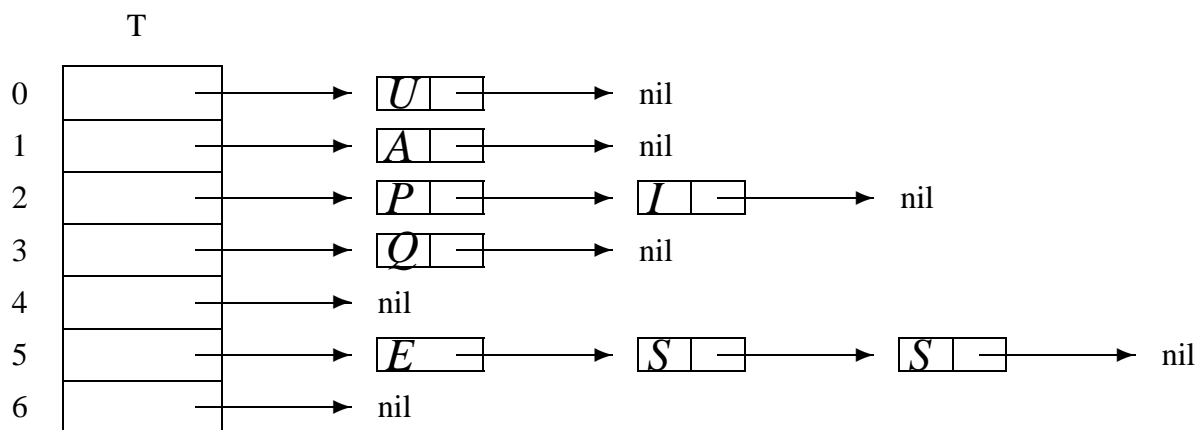 T
0 U nil
1 A nil
2 P I nil
3 Q nil
4 nil
5 E S S nil
6 nil